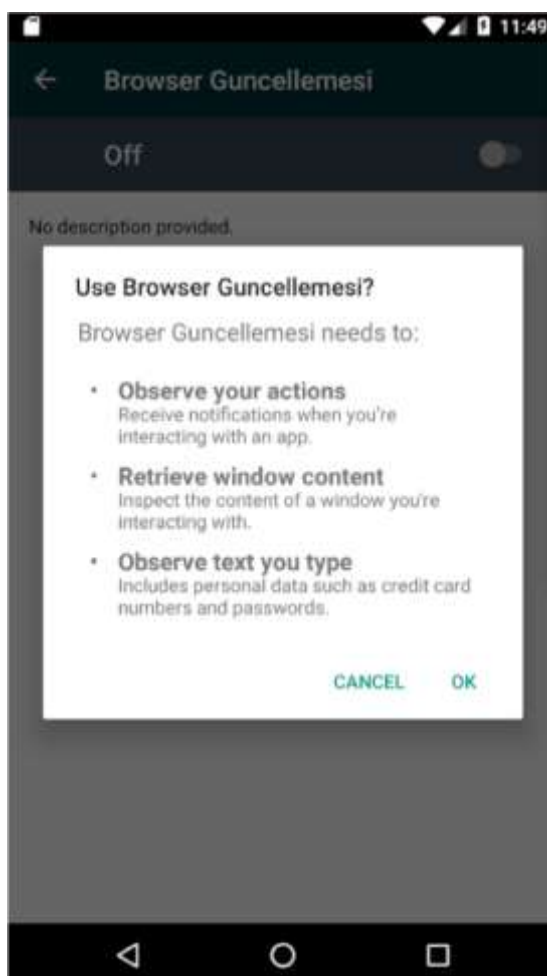 11:49
Browser Guncellemesi
Off
No description provided.
Use Browser Guncellemesi?
Browser Guncellemesi needs to:
• Observe your actions
Receive notifications when you're
interacting with an app.
• Retrieve window content
Inspect the content of a window you're
interacting with.
• Observe text you type
Includes personal data such as credit card
numbers and passwords.
CANCEL OK